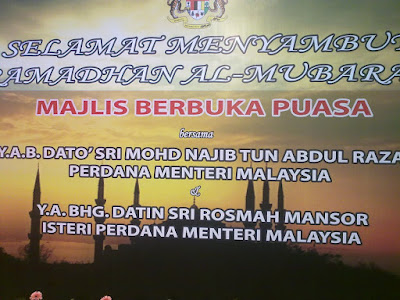 SELAMAT MENYAMBU
RAMADHAN AL-MUBARA
MAJLIS BERBUKA PUASA
bersama
Y.A.B. DATO' SRI MOHD NAJIB TUN ABDUL RAZA
PERDANA MENTERI MALAYSIA
&
Y.A. BHG. DATIN SRI ROSMAH MANSOR
ISTERI PERDANA MENTERI MALAYSIA